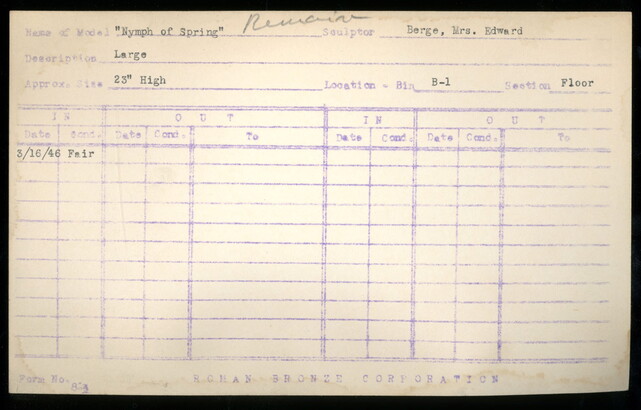 Remain
Name of Model "Nymph of Spring" Sculptor Berge, Mrs. Edward
Description Large
Approx. Size 23" High Location - Bin B-1 Section Floor
IN OUT IN OUT
Date Cond. Date Cond. To Date Cond. Date Cond. To
3/16/46 Fair
Form No. ROMAN BRONZE CORPORATION